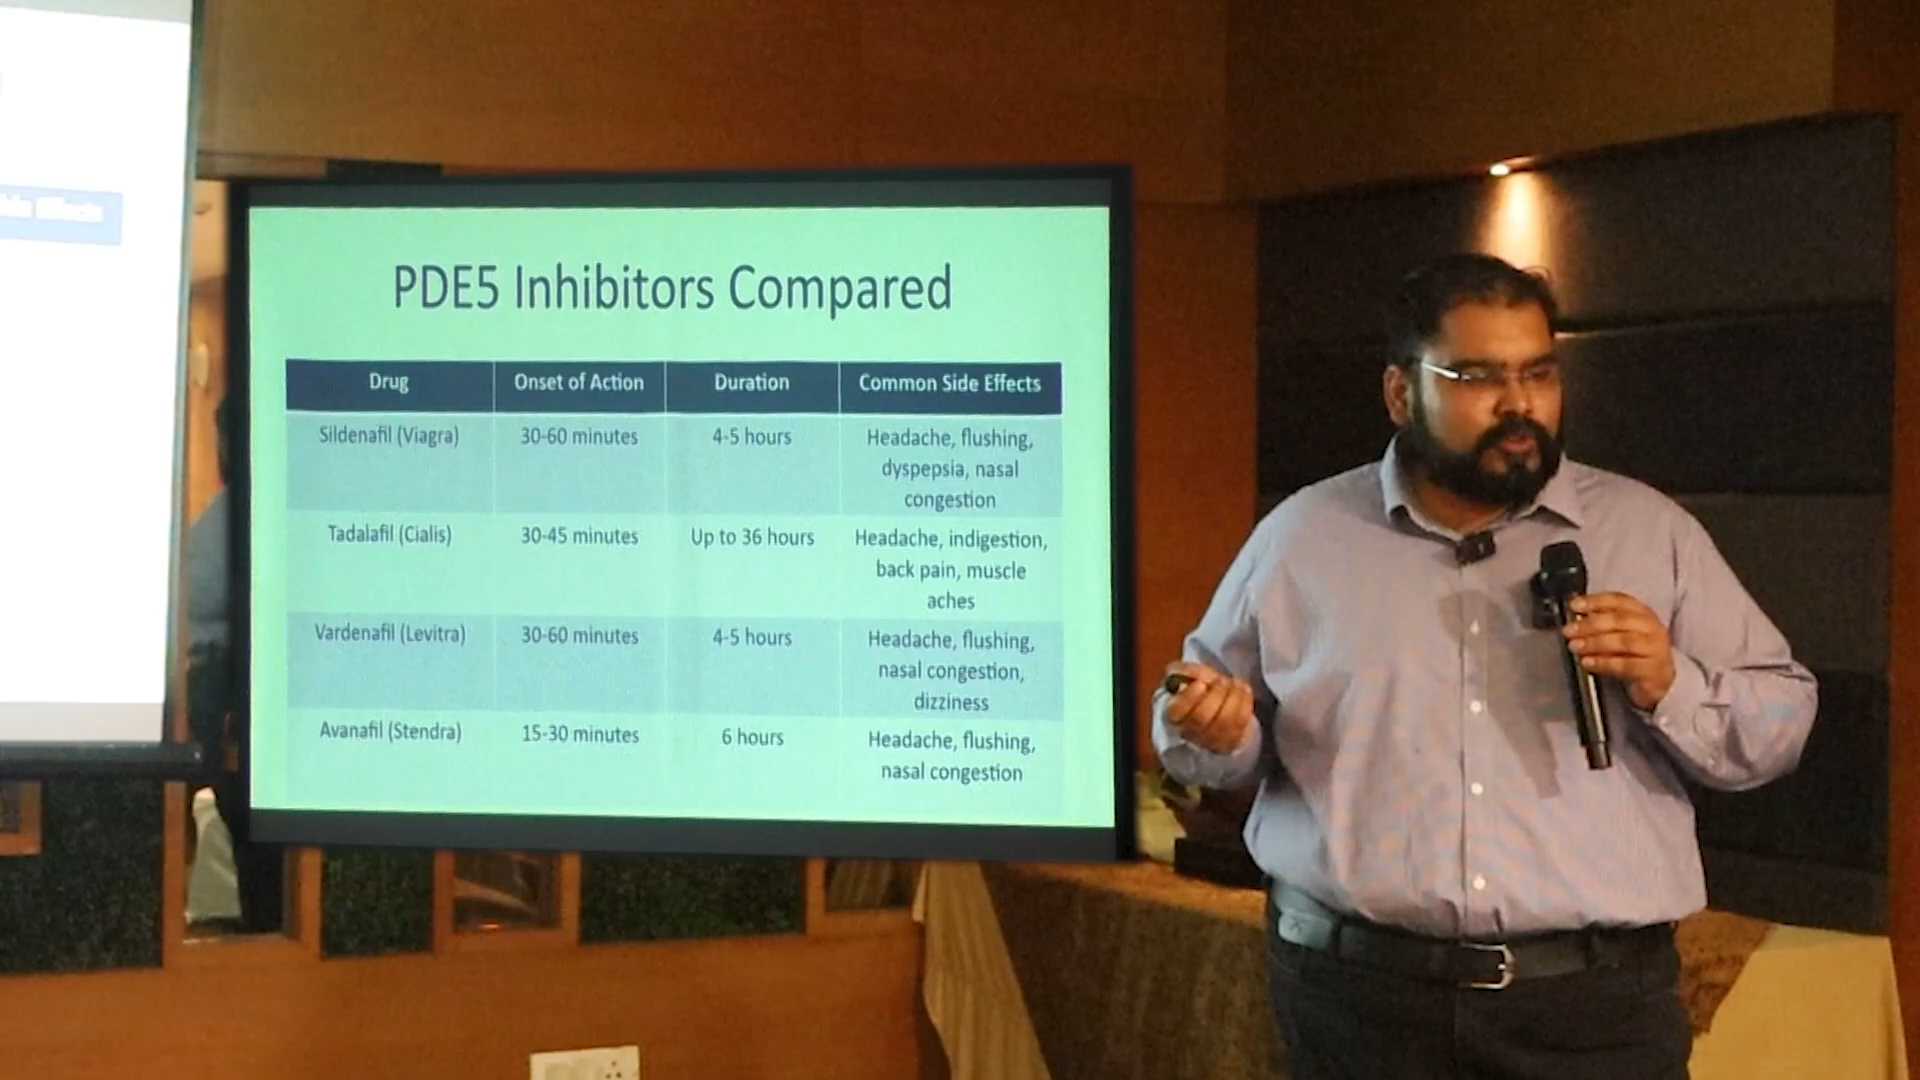 PDE5 Inhibitors Compared
Drug Onset of Action Duration Common Side Effects
Sildenafil (Viagra) 30-60 minutes 4-5 hours Headache, flushing,
dyspepsia, nasal
congestion
Tadalafil (Cialis) 30-45 minutes Up to 36 hours Headache, indigestion,
back pain, muscle
aches
Vardenafil (Levitra) 30-60 minutes 4-5 hours Headache, flushing,
nasal congestion,
dizziness
Avanafil (Stendra) 15-30 minutes 6 hours Headache, flushing,
nasal congestion